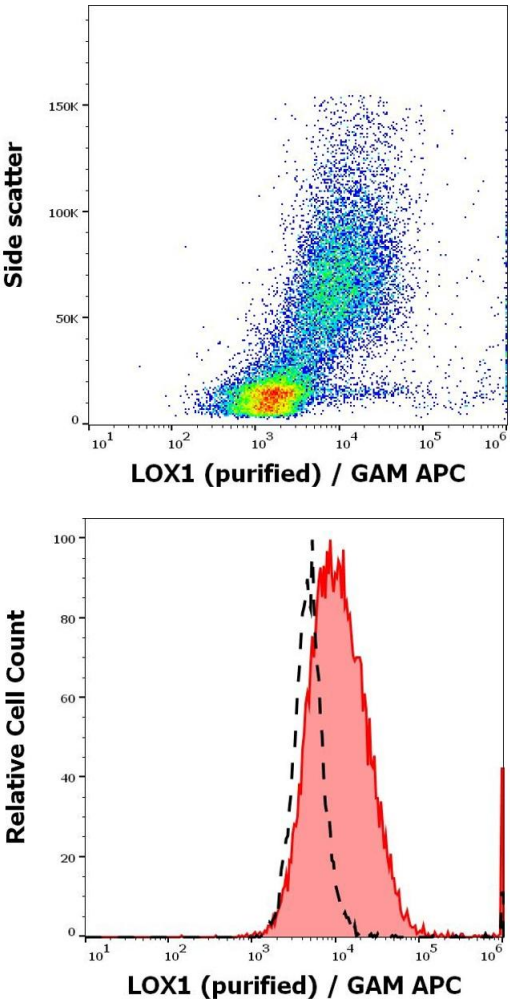 150K
100K
50K
0
Side scatter
10¹ 10² 10³ 10⁴ 10⁵ 10⁶
LOX1 (purified) / GAM APC
100
80
60
40
20
0
Relative Cell Count
10¹ 10² 10³ 10⁴ 10⁵ 10⁶
LOX1 (purified) / GAM APC